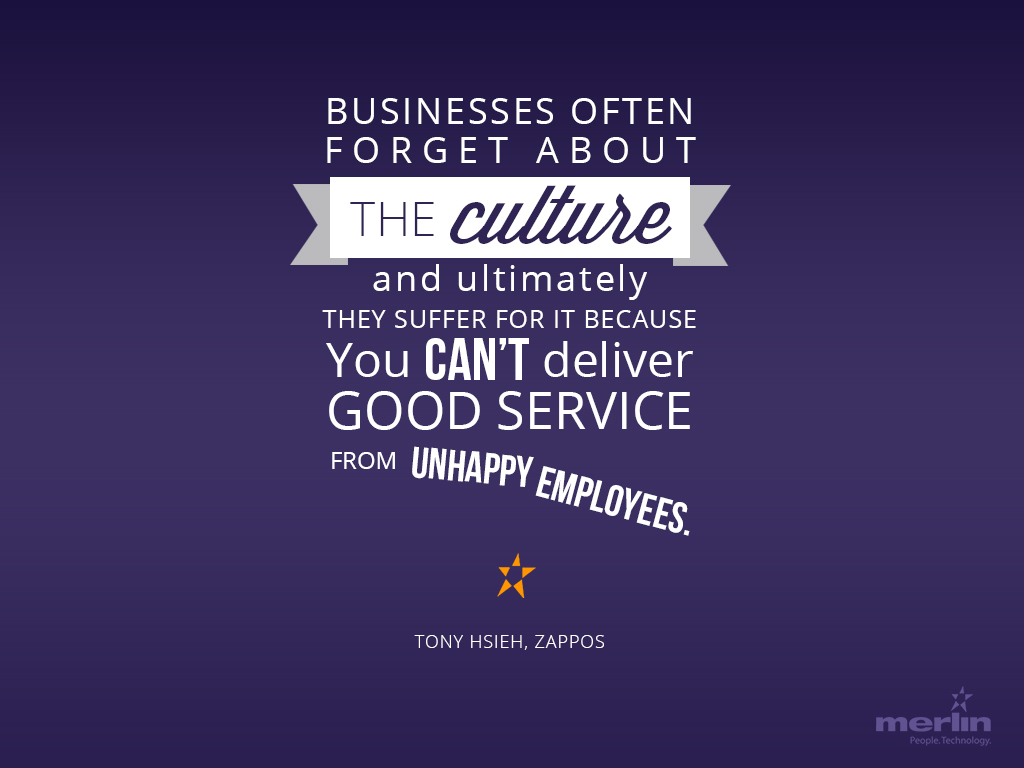 BUSINESSES OFTEN
FORGET ABOUT
THE culture
and ultimately
THEY SUFFER FOR IT BECAUSE
You CAN'T deliver
GOOD SERVICE
FROM UNHAPPY EMPLOYEES.
TONY HSIEH, ZAPPOS
merlin
People.Technology.